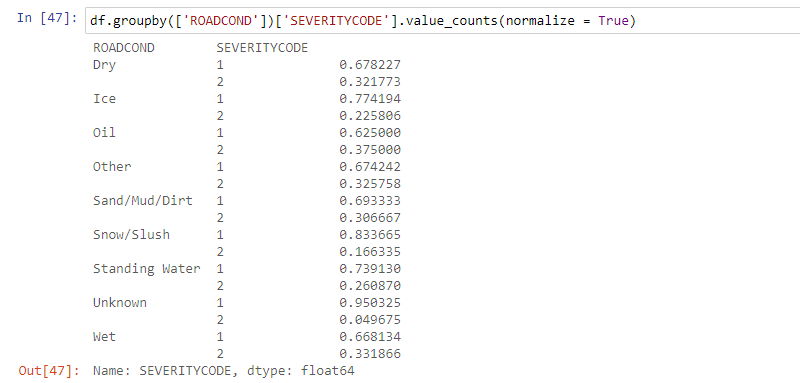 In [47]: df.groupby(['ROADCOND'])['SEVERITYCODE'].value_counts(normalize = True)
ROADCOND SEVERITYCODE
Dry 1 0.678227
2 0.321773
Ice 1 0.774194
2 0.225806
Oil 1 0.625000
2 0.375000
Other 1 0.674242
2 0.325758
Sand/Mud/Dirt 1 0.693333
2 0.306667
Snow/Slush 1 0.833665
2 0.166335
Standing Water 1 0.739130
2 0.260870
Unknown 1 0.950325
2 0.049675
Wet 1 0.668134
2 0.331866
Out[47]: Name: SEVERITYCODE, dtype: float64